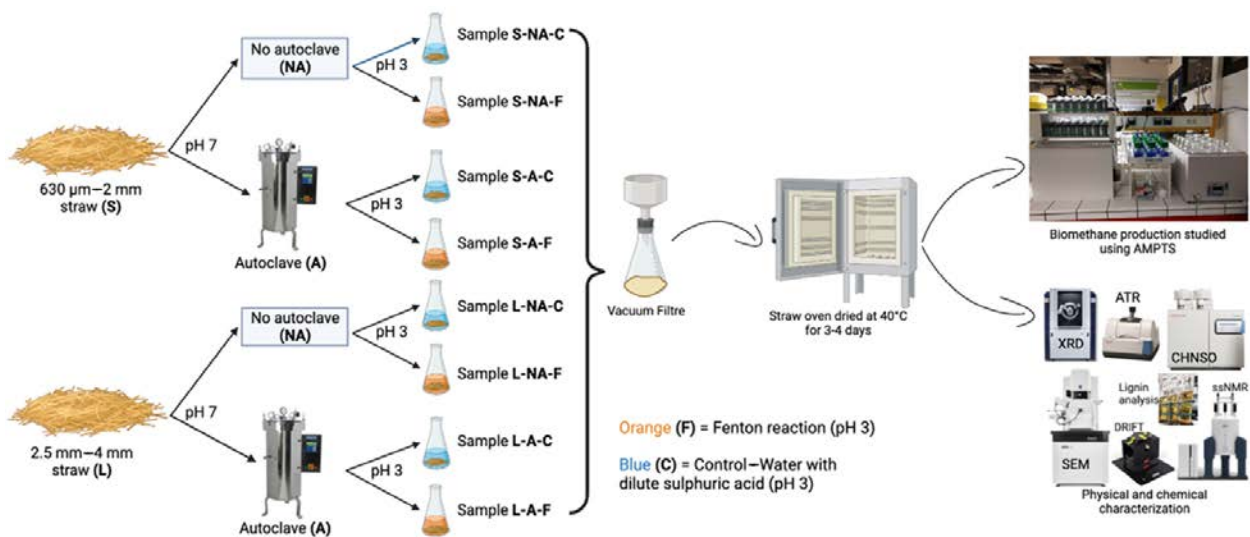 630 µm–2 mm
straw (S)
pH 7
No autoclave
(NA)
Autoclave (A)
pH 3
Sample S-NA-C
Sample S-NA-F
pH 3
Sample S-A-C
Sample S-A-F
2.5 mm–4 mm
straw (L)
pH 7
No autoclave
(NA)
Autoclave (A)
pH 3
Sample L-NA-C
Sample L-NA-F
pH 3
Sample L-A-C
Sample L-A-F
Vacuum Filtre
Straw oven dried at 40°C
for 3-4 days
Orange (F) = Fenton reaction (pH 3)
Blue (C) = Control–Water with
dilute sulphuric acid (pH 3)
Biomethane production studied
using AMPTS
XRD
ATR
CHNSO
SEM
Lignin
analysis
DRIFT
ssNMR
Physical and chemical
characterization